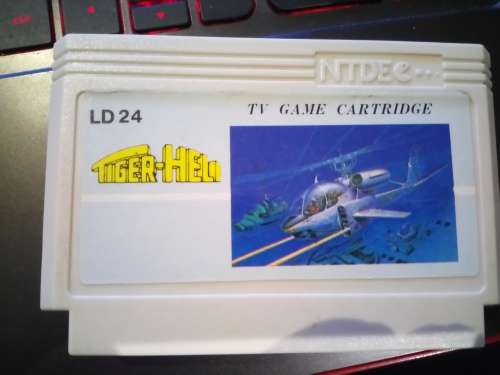 NTDEC
LD 24
TV GAME CARTRIDGE
TIGER-HELI